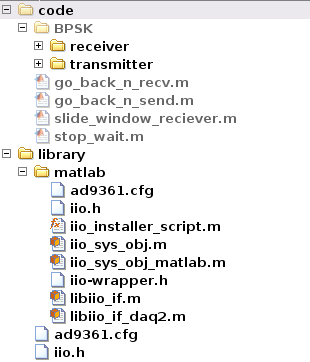 code
BPSK
receiver
transmitter
go_back_n_recv.m
go_back_n_send.m
slide_window_reciever.m
stop_wait.m
library
matlab
ad9361.cfg
iio.h
iio_installer_script.m
iio_sys_obj.m
iio_sys_obj_matlab.m
iio-wrapper.h
libiio_if.m
libiio_if_daq2.m
ad9361.cfg
iio.h